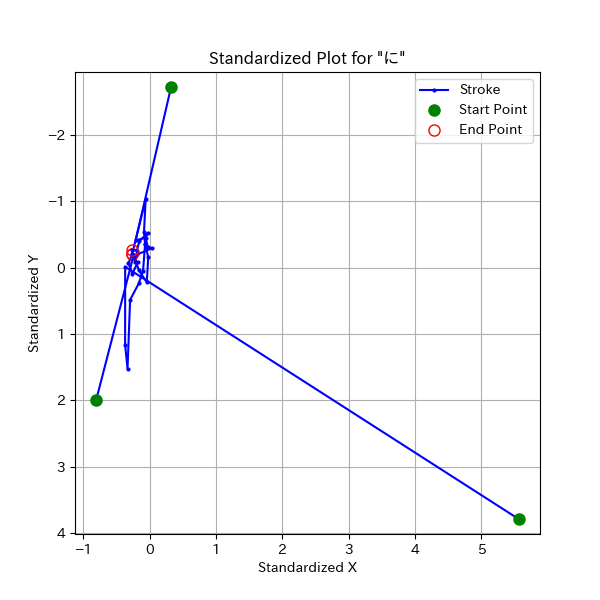 Standardized Plot for "に"
Stroke
Start Point
End Point
Standardized Y
−2
−1
0
1
2
3
4
−1 0 1 2 3 4 5
Standardized X